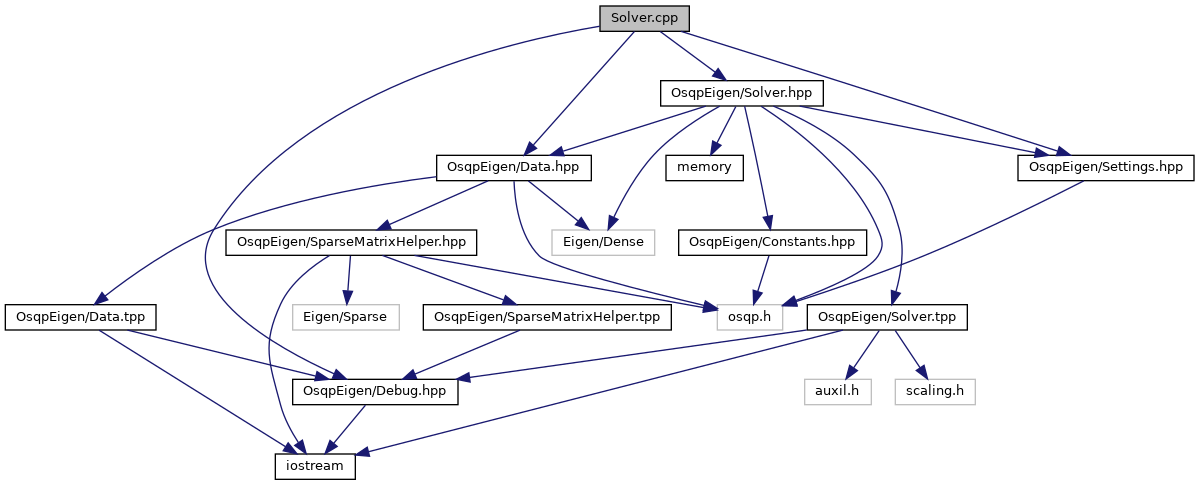 Solver.cpp
OsqpEigen/Solver.hpp
OsqpEigen/Data.hpp
memory
OsqpEigen/Settings.hpp
OsqpEigen/SparseMatrixHelper.hpp
Eigen/Dense
OsqpEigen/Constants.hpp
OsqpEigen/Data.tpp
Eigen/Sparse
OsqpEigen/SparseMatrixHelper.tpp
osqp.h
OsqpEigen/Solver.tpp
OsqpEigen/Debug.hpp
auxil.h
scaling.h
iostream